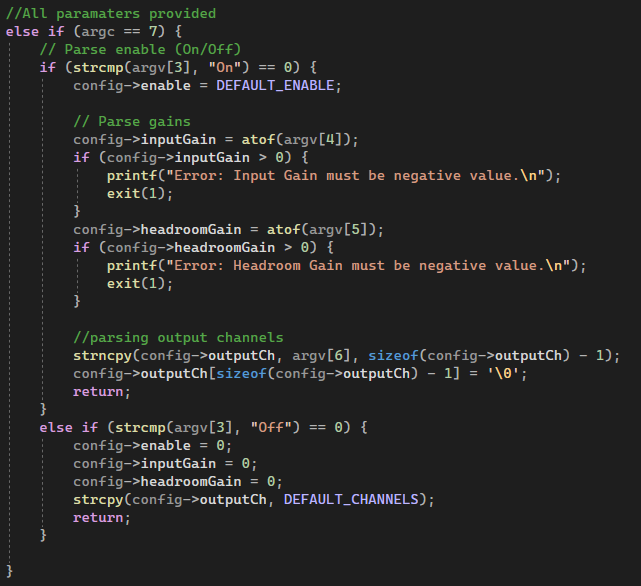 //All paramaters provided
else if (argc == 7) {
    // Parse enable (On/Off)
    if (strcmp(argv[3], "On") == 0) {
        config->enable = DEFAULT_ENABLE;

        // Parse gains
        config->inputGain = atof(argv[4]);
        if (config->inputGain > 0) {
            printf("Error: Input Gain must be negative value.\n");
            exit(1);
        }
        config->headroomGain = atof(argv[5]);
        if (config->headroomGain > 0) {
            printf("Error: Headroom Gain must be negative value.\n");
            exit(1);
        }

        //parsing output channels
        strncpy(config->outputCh, argv[6], sizeof(config->outputCh) - 1);
        config->outputCh[sizeof(config->outputCh) - 1] = '\0';
        return;
    }
    else if (strcmp(argv[3], "Off") == 0) {
        config->enable = 0;
        config->inputGain = 0;
        config->headroomGain = 0;
        strcpy(config->outputCh, DEFAULT_CHANNELS);
        return;
    }

}